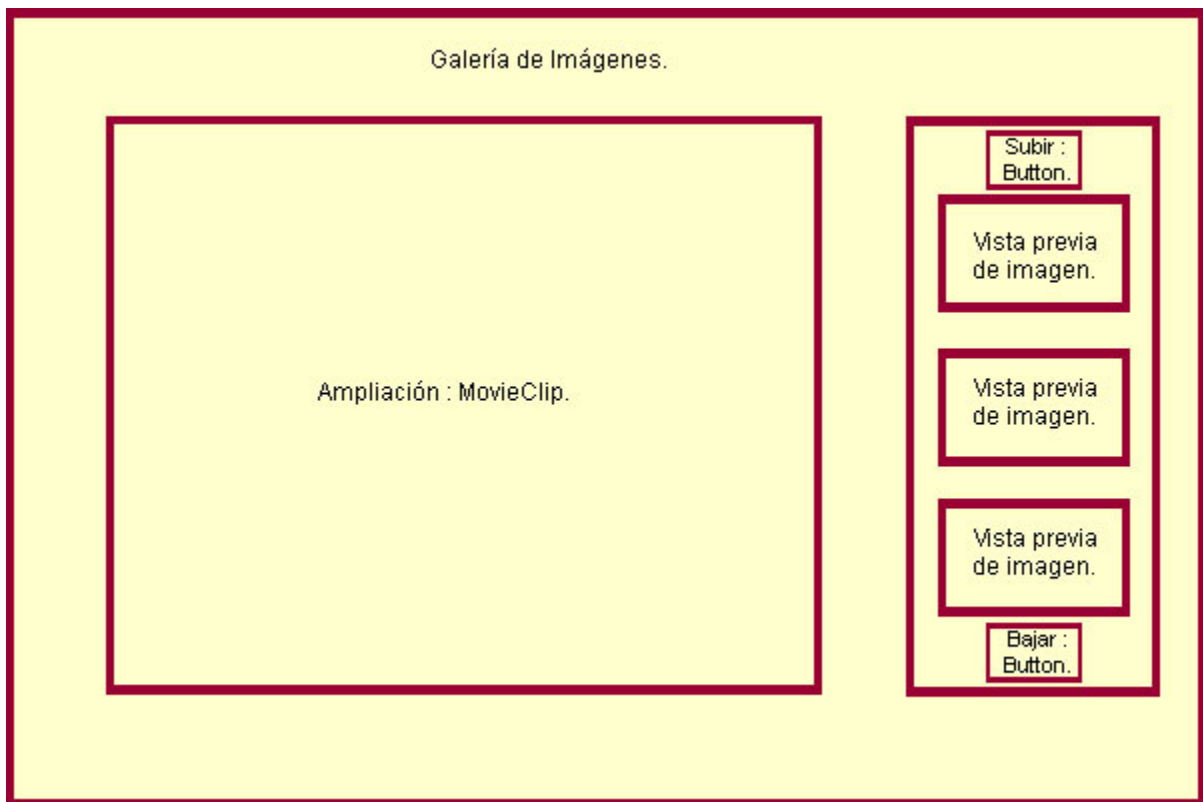 Galería de Imágenes.
Ampliación : MovieClip.
Subir :
Button.
Vista previa
de imagen.
Vista previa
de imagen.
Vista previa
de imagen.
Bajar :
Button.